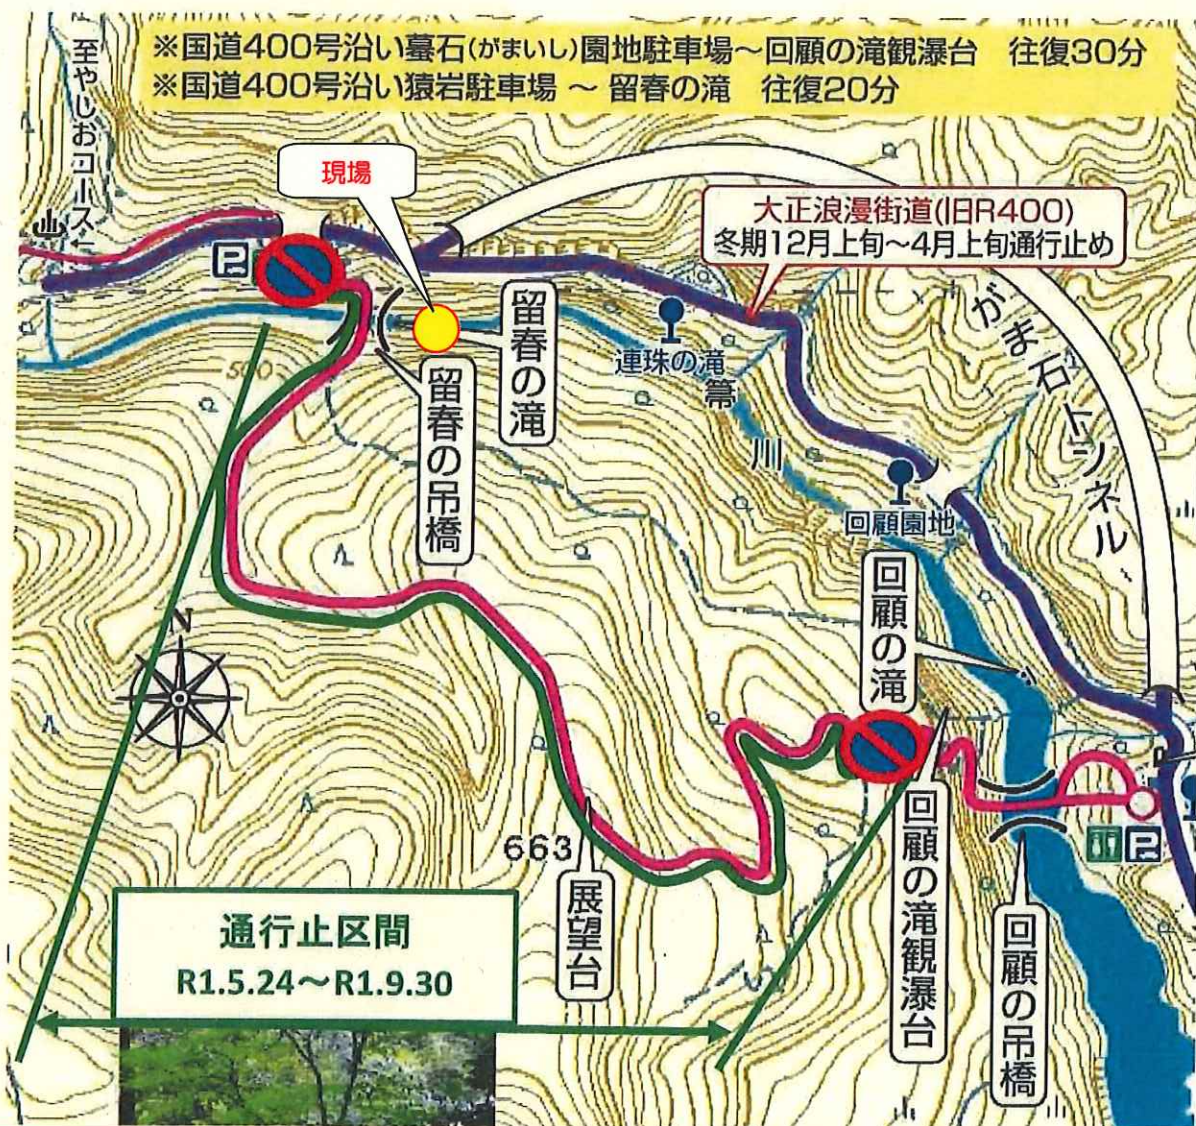 ※国道400号沿い蟇石(がまいし)園地駐車場～回顧の滝観瀑台　往復30分
※国道400号沿い猿岩駐車場 ～ 留春の滝　往復20分
至やしおコース
現場
大正浪漫街道(旧R400)
冬期12月上旬～4月上旬通行止め
P
がま石トンネル
留春の滝
留春の吊橋
連珠の滝
箒川
500
回顧園地
回顧の滝
N
663
展望台
回顧の滝観瀑台
回顧の吊橋
P
通行止区間
R1.5.24～R1.9.30